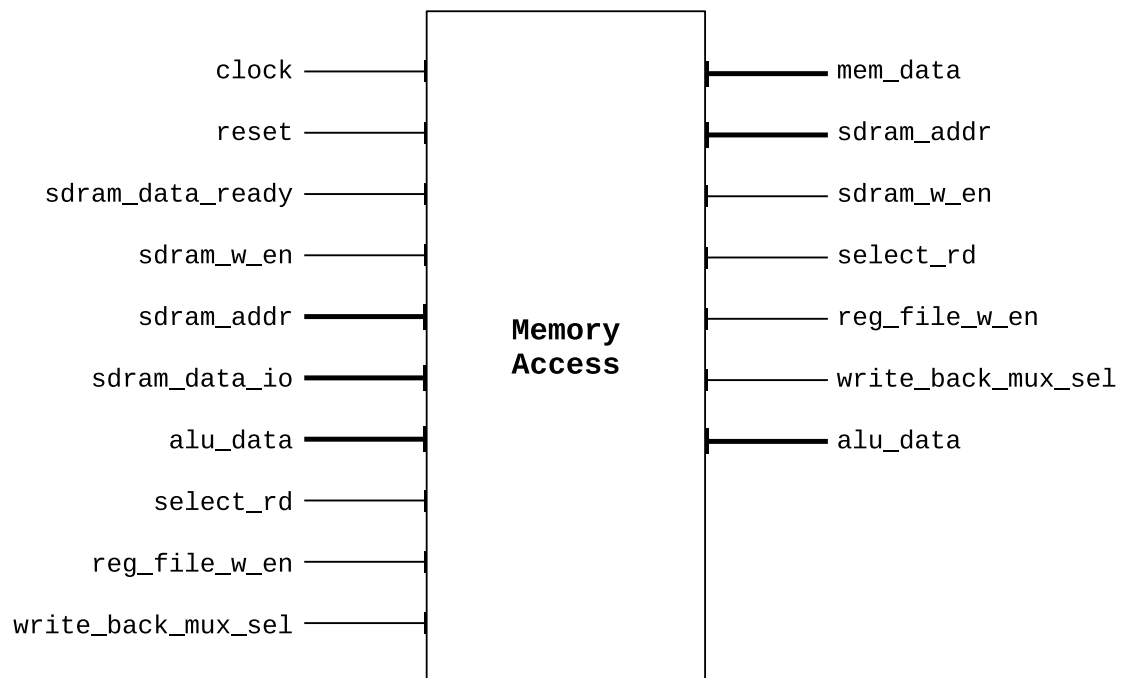 clock
reset
sdram_data_ready
sdram_w_en
sdram_addr
sdram_data_io
alu_data
select_rd
reg_file_w_en
write_back_mux_sel
Memory
Access
mem_data
sdram_addr
sdram_w_en
select_rd
reg_file_w_en
write_back_mux_sel
alu_data